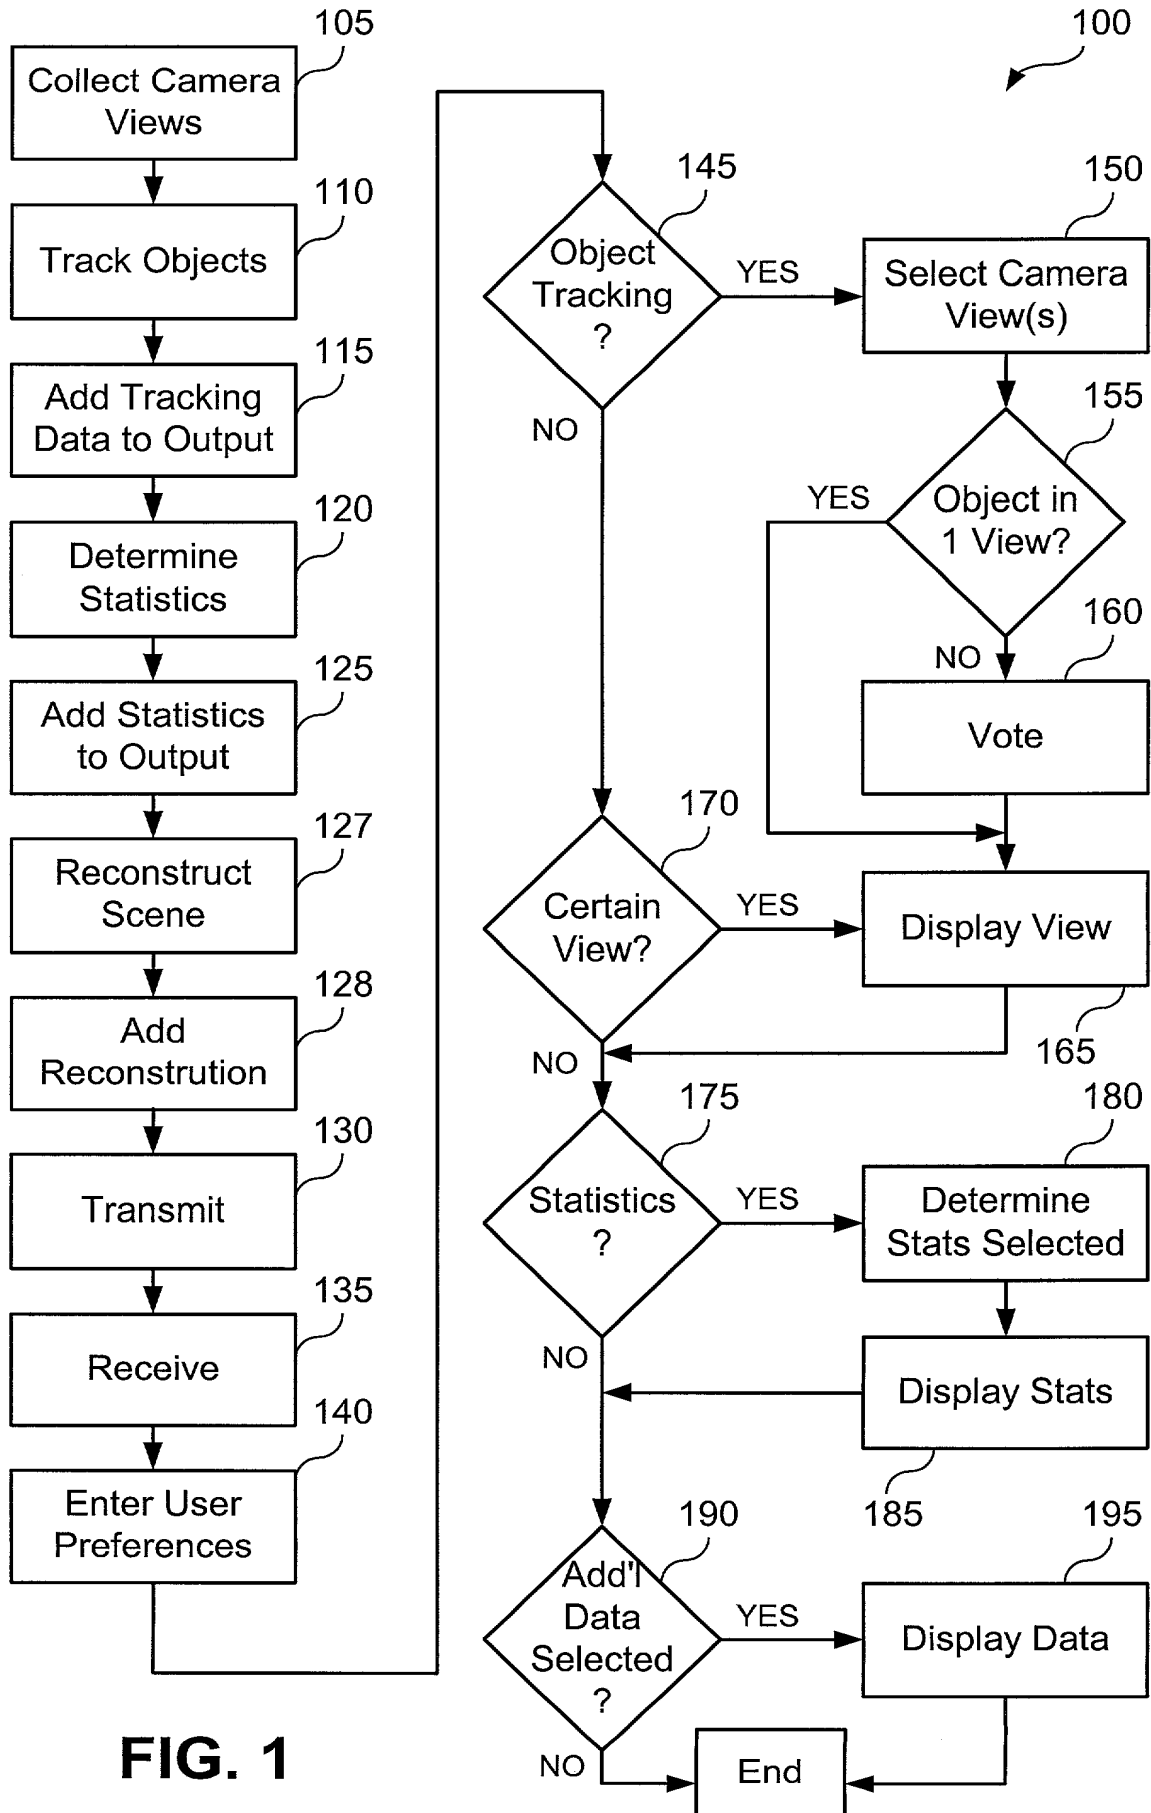 105
Collect Camera
Views
110
Track Objects
115
Add Tracking
Data to Output
120
Determine
Statistics
125
Add Statistics
to Output
127
Reconstruct
Scene
128
Add
Reconstrution
130
Transmit
135
Receive
140
Enter User
Preferences
100
145
Object
Tracking
?
YES
NO
150
Select Camera
View(s)
155
Object in
1 View?
YES
NO
160
Vote
170
Certain
View?
YES
NO
Display View
165
175
Statistics
?
YES
NO
180
Determine
Stats Selected
Display Stats
185
190
Add'l
Data
Selected
?
YES
NO
195
Display Data
End
FIG. 1